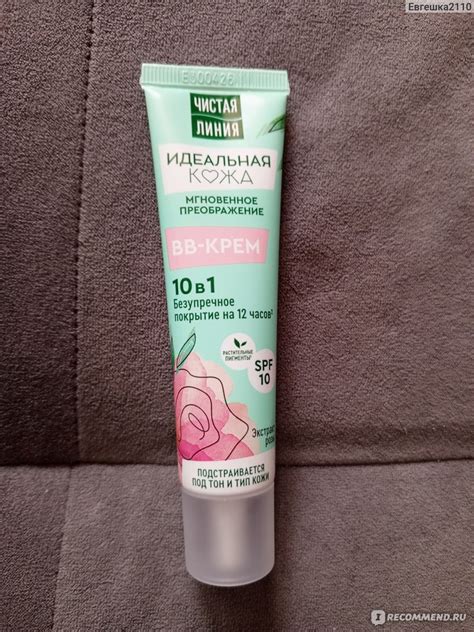 Евгешка2110
E300426
ЧИСТАЯ
ЛИНИЯ
ИДЕАЛЬНАЯ
КОЖА
МГНОВЕННОЕ
ПРЕОБРАЖЕНИЕ
BB-КРЕМ
10 в 1
Безупречное
покрытие на 12 часов
РАСТИТЕЛЬНЫЕ
ПИГМЕНТЫ
SPF
10
Экстракт
розы
ПОДСТРАИВАЕТСЯ
ПОД ТОН И ТИП КОЖИ
I RECOMMEND.RU